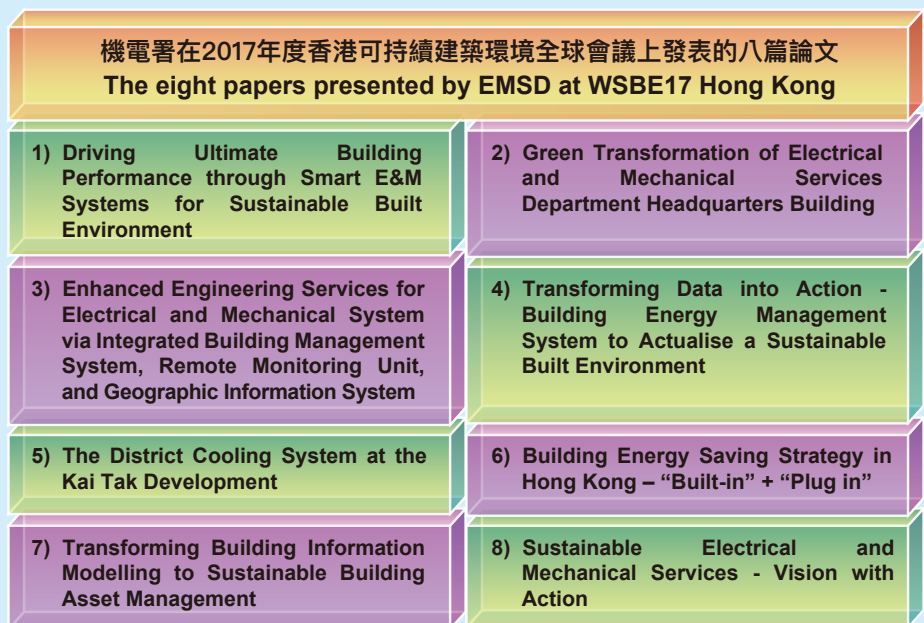 機電署在2017年度香港可持續建築環境全球會議上發表的八篇論文
The eight papers presented by EMSD at WSBE17 Hong Kong
1) Driving Ultimate Building
Performance through Smart E&M
Systems for Sustainable Built
Environment
2) Green Transformation of Electrical
and Mechanical Services
Department Headquarters Building
3) Enhanced Engineering Services for
Electrical and Mechanical System
via Integrated Building Management
System, Remote Monitoring Unit,
and Geographic Information System
4) Transforming Data into Action -
Building Energy Management
System to Actualise a Sustainable
Built Environment
5) The District Cooling System at the
Kai Tak Development
6) Building Energy Saving Strategy in
Hong Kong – “Built-in” + “Plug in”
7) Transforming Building Information
Modelling to Sustainable Building
Asset Management
8) Sustainable Electrical and
Mechanical Services - Vision with
Action